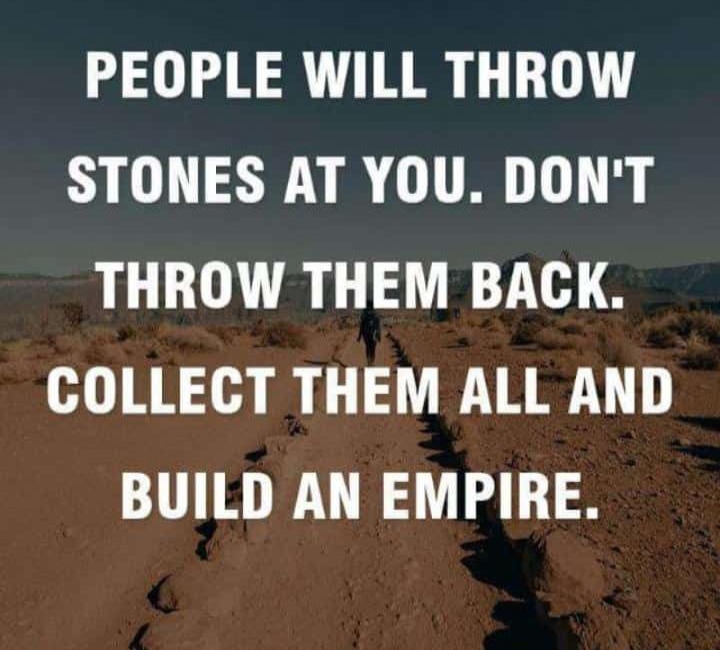 PEOPLE WILL THROW
STONES AT YOU. DON'T
THROW THEM BACK.
COLLECT THEM ALL AND
BUILD AN EMPIRE.